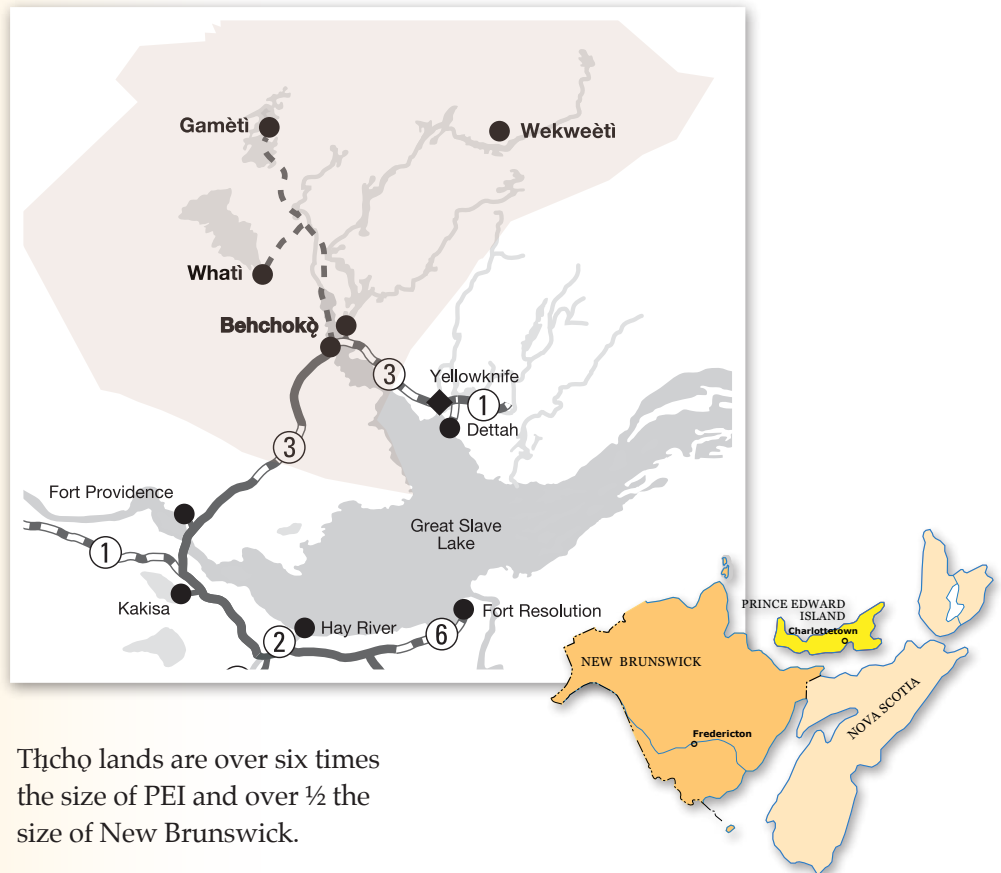 Gamètì
Wekweètì
Whatì
Behchokǫ̀
3
Yellowknife
1
Dettah
3
Fort Providence
Great Slave
Lake
1
Kakisa
Fort Resolution
2
Hay River
6
PRINCE EDWARD
ISLAND
Charlottetown
NEW BRUNSWICK
NOVA SCOTIA
Fredericton
Tłı̨chǫ lands are over six times
the size of PEI and over ½ the
size of New Brunswick.